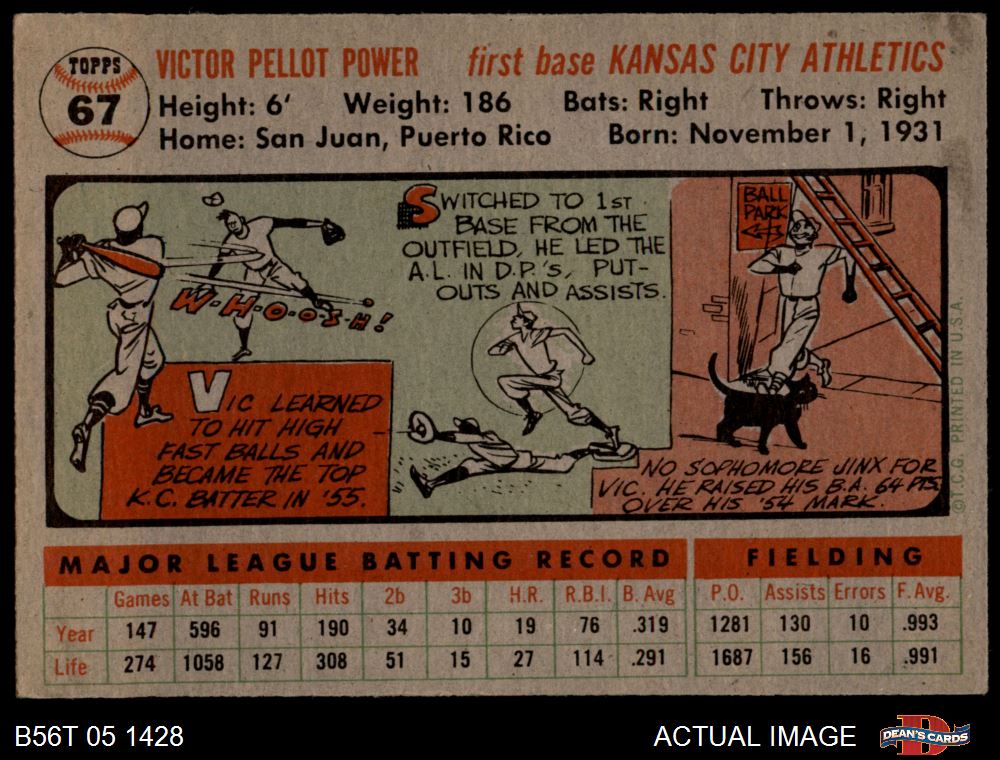 TOPPS
67
VICTOR PELLOT POWER first base KANSAS CITY ATHLETICS
Height: 6' Weight: 186 Bats: Right Throws: Right
Home: San Juan, Puerto Rico Born: November 1, 1931
W-H-O-O-S-H!
VIC LEARNED
TO HIT HIGH
FAST BALLS AND
BECAME THE TOP
K.C. BATTER IN '55.
SWITCHED TO 1ST
BASE FROM THE
OUTFIELD, HE LED THE
A.L. IN D.P.'S, PUT-
OUTS AND ASSISTS.
BALL
PARK
NO SOPHOMORE JINX FOR
VIC. HE RAISED HIS B.A. 64 PTS.
OVER HIS '54 MARK.
©T.C.G. PRINTED IN U.S.A.
MAJOR LEAGUE BATTING RECORD FIELDING
Games At Bat Runs Hits 2b 3b H.R. R.B.I. B. Avg P.O. Assists Errors F. Avg.
Year 147 596 91 190 34 10 19 76 .319 1281 130 10 .993
Life 274 1058 127 308 51 15 27 114 .291 1687 156 16 .991
B56T 05 1428 ACTUAL IMAGE
D
DEAN'S CARDS